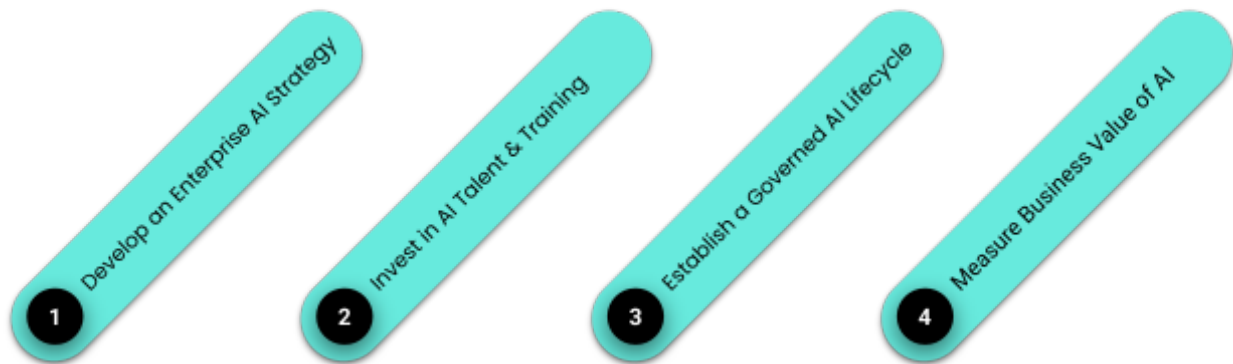 1
Develop an Enterprise AI Strategy
2
Invest in AI Talent & Training
3
Establish a Governed AI Lifecycle
4
Measure Business Value of AI